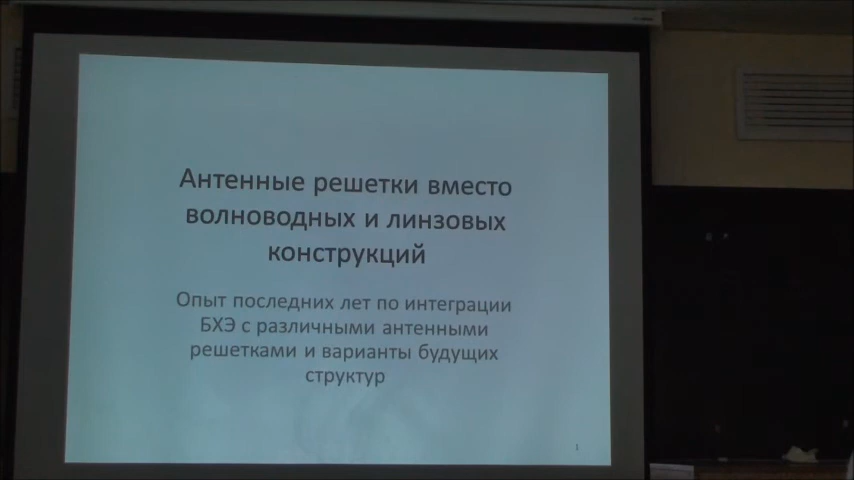 Антенные решетки вместо
волноводных и линзовых
конструкций
Опыт последних лет по интеграции
БХЭ с различными антенными
решетками и варианты будущих
структур
1